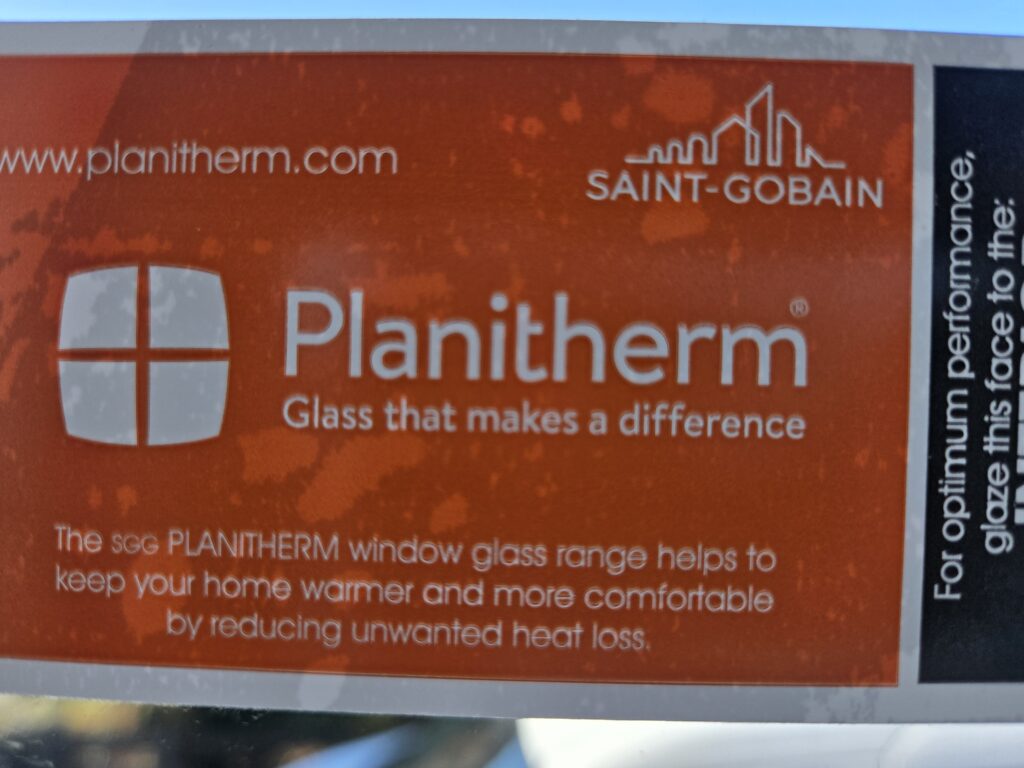 www.planitherm.com
SAINT-GOBAIN
Planitherm®
Glass that makes a difference
The SGG PLANITHERM window glass range helps to
keep your home warmer and more comfortable
by reducing unwanted heat loss.
For optimum performance,
glaze this face to the: